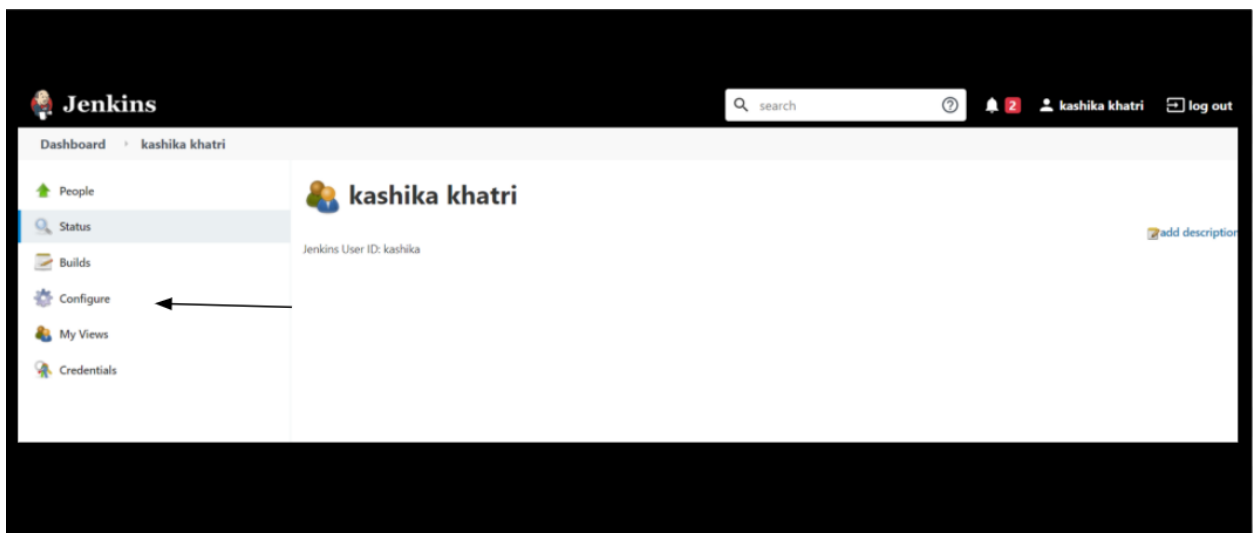 Jenkins
search
2
kashika khatri
log out
Dashboard
kashika khatri
People
Status
Builds
Configure
My Views
Credentials
kashika khatri
add description
Jenkins User ID: kashika